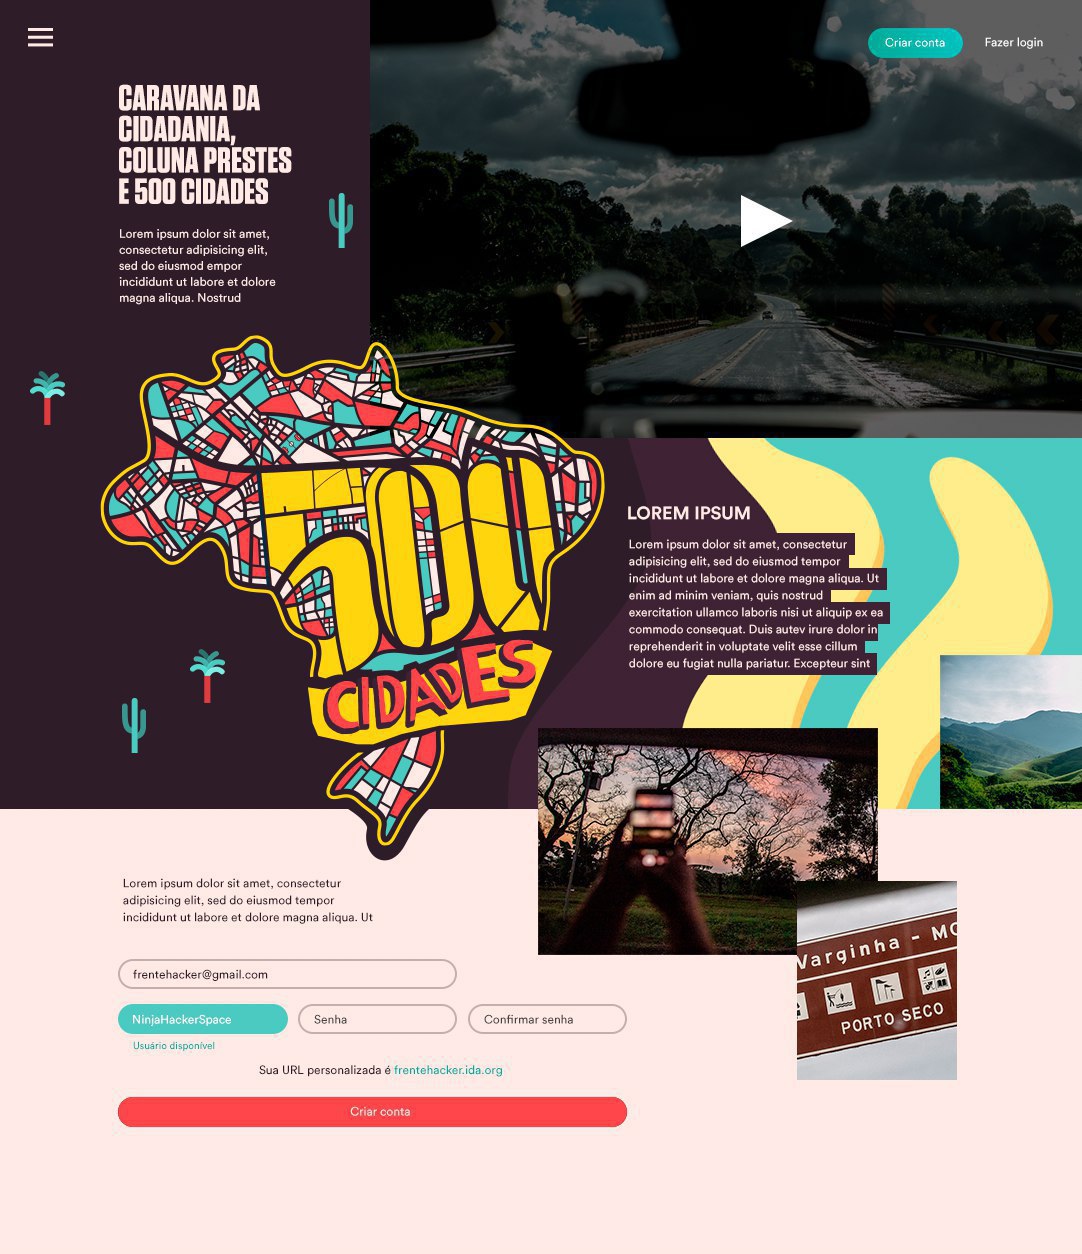 Criar conta
Fazer login
CARAVANA DA
CIDADANIA,
COLUNA PRESTES
E 500 CIDADES
Lorem ipsum dolor sit amet,
consectetur adipisicing elit,
sed do eiusmod empor
incididunt ut labore et dolore
magna aliqua. Nostrud
500
CIDADES
LOREM IPSUM
Lorem ipsum dolor sit amet, consectetur
adipisicing elit, sed do eiusmod tempor
incididunt ut labore et dolore magna aliqua. Ut
enim ad minim veniam, quis nostrud
exercitation ullamco laboris nisi ut aliquip ex ea
commodo consequat. Duis autev irure dolor in
reprehenderit in voluptate velit esse cillum
dolore eu fugiat nulla pariatur. Excepteur sint
Lorem ipsum dolor sit amet, consectetur
adipisicing elit, sed do eiusmod tempor
incididunt ut labore et dolore magna aliqua. Ut
Varginha - MG
PORTO SECO
frentehacker@gmail.com
NinjaHackerSpace
Senha
Confirmar senha
Usuário disponível
Sua URL personalizada é frentehacker.ida.org
Criar conta